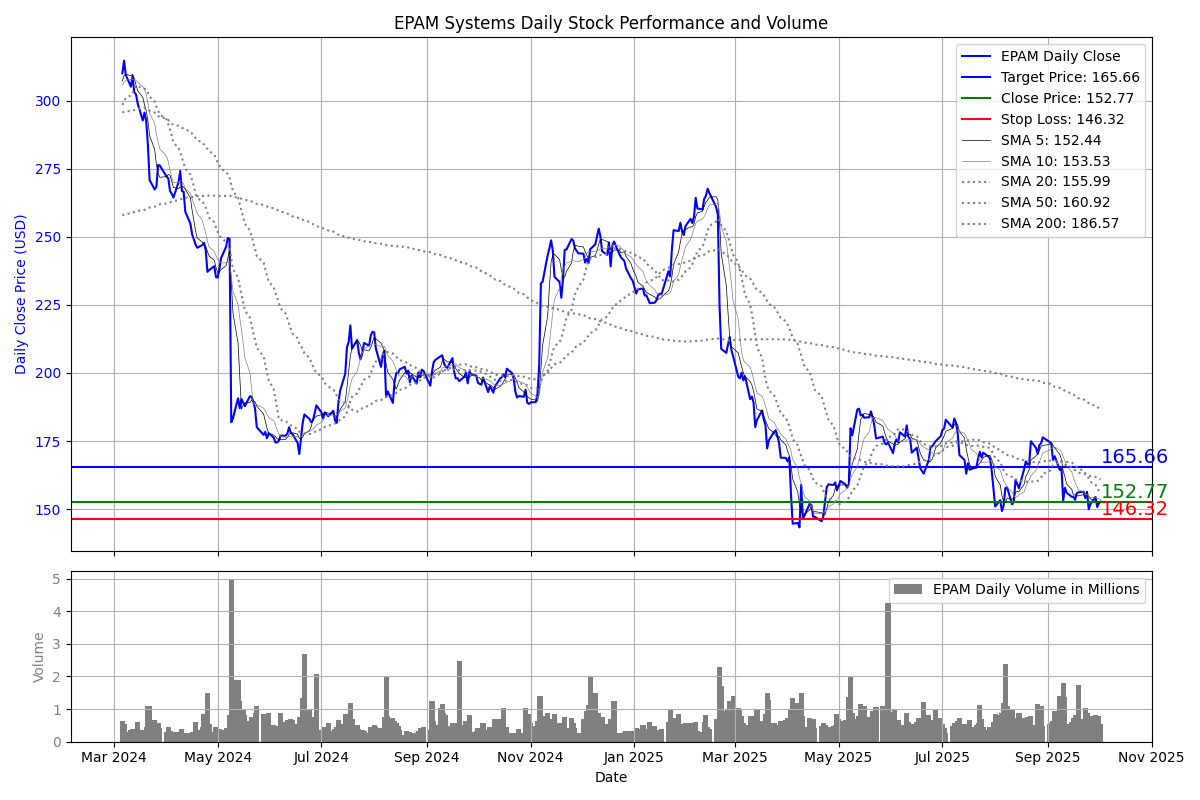 EPAM Systems Daily Stock Performance and Volume
EPAM Daily Close
Target Price: 165.66
Close Price: 152.77
Stop Loss: 146.32
SMA 5: 152.44
SMA 10: 153.53
SMA 20: 155.99
SMA 50: 160.92
SMA 200: 186.57
Daily Close Price (USD)
300
275
250
225
200
175
150
165.66
152.77
146.32
EPAM Daily Volume in Millions
Volume
5
4
3
2
1
0
Mar 2024 May 2024 Jul 2024 Sep 2024 Nov 2024 Jan 2025 Mar 2025 May 2025 Jul 2025 Sep 2025 Nov 2025
Date